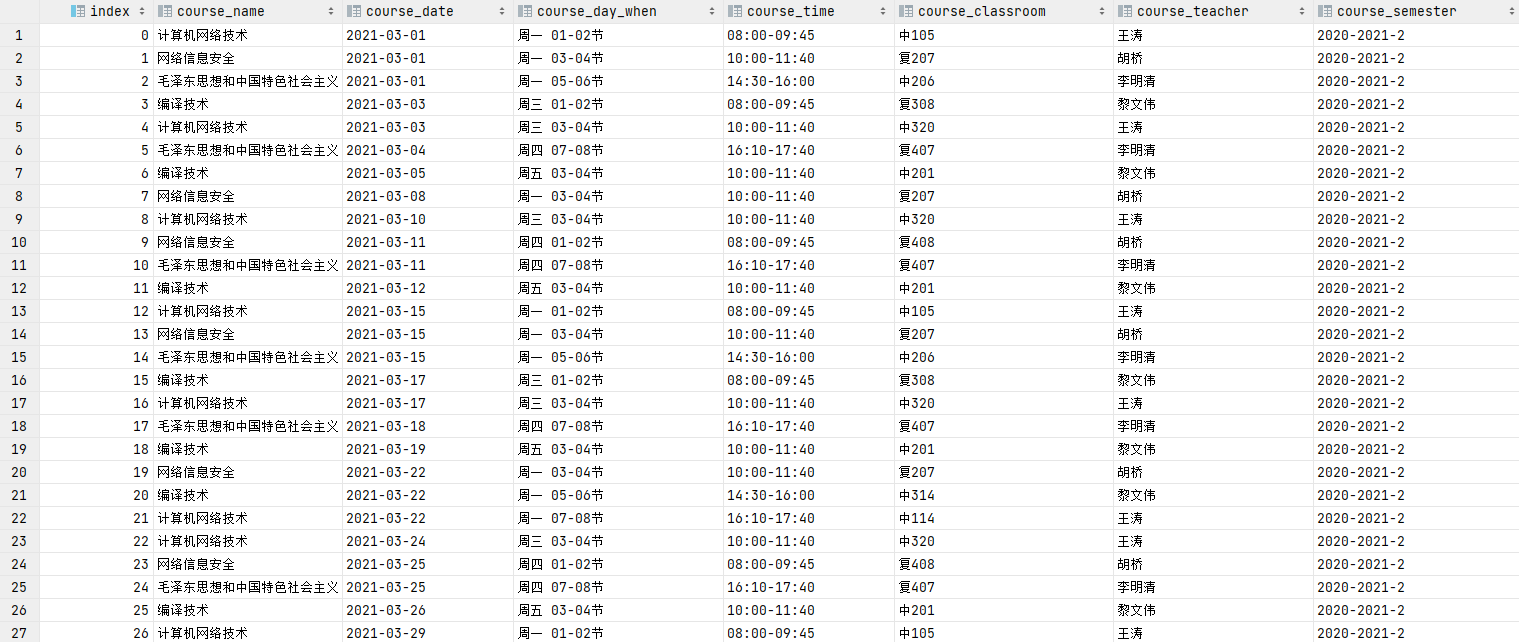 index course_name course_date course_day_when course_time course_classroom course_teacher course_semester
1 0 计算机网络技术 2021-03-01 周一 01-02节 08:00-09:45 中105 王涛 2020-2021-2
2 1 网络信息安全 2021-03-01 周一 03-04节 10:00-11:40 复207 胡桥 2020-2021-2
3 2 毛泽东思想和中国特色社会主义 2021-03-01 周一 05-06节 14:30-16:00 中206 李明清 2020-2021-2
4 3 编译技术 2021-03-03 周三 01-02节 08:00-09:45 复308 黎文伟 2020-2021-2
5 4 计算机网络技术 2021-03-03 周三 03-04节 10:00-11:40 中320 王涛 2020-2021-2
6 5 毛泽东思想和中国特色社会主义 2021-03-04 周四 07-08节 16:10-17:40 复407 李明清 2020-2021-2
7 6 编译技术 2021-03-05 周五 03-04节 10:00-11:40 中201 黎文伟 2020-2021-2
8 7 网络信息安全 2021-03-08 周一 03-04节 10:00-11:40 复207 胡桥 2020-2021-2
9 8 计算机网络技术 2021-03-10 周三 03-04节 10:00-11:40 中320 王涛 2020-2021-2
10 9 网络信息安全 2021-03-11 周四 01-02节 08:00-09:45 复408 胡桥 2020-2021-2
11 10 毛泽东思想和中国特色社会主义 2021-03-11 周四 07-08节 16:10-17:40 复407 李明清 2020-2021-2
12 11 编译技术 2021-03-12 周五 03-04节 10:00-11:40 中201 黎文伟 2020-2021-2
13 12 计算机网络技术 2021-03-15 周一 01-02节 08:00-09:45 中105 王涛 2020-2021-2
14 13 网络信息安全 2021-03-15 周一 03-04节 10:00-11:40 复207 胡桥 2020-2021-2
15 14 毛泽东思想和中国特色社会主义 2021-03-15 周一 05-06节 14:30-16:00 中206 李明清 2020-2021-2
16 15 编译技术 2021-03-17 周三 01-02节 08:00-09:45 复308 黎文伟 2020-2021-2
17 16 计算机网络技术 2021-03-17 周三 03-04节 10:00-11:40 中320 王涛 2020-2021-2
18 17 毛泽东思想和中国特色社会主义 2021-03-18 周四 07-08节 16:10-17:40 复407 李明清 2020-2021-2
19 18 编译技术 2021-03-19 周五 03-04节 10:00-11:40 中201 黎文伟 2020-2021-2
20 19 网络信息安全 2021-03-22 周一 03-04节 10:00-11:40 复207 胡桥 2020-2021-2
21 20 编译技术 2021-03-22 周一 05-06节 14:30-16:00 中314 黎文伟 2020-2021-2
22 21 计算机网络技术 2021-03-22 周一 07-08节 16:10-17:40 中114 王涛 2020-2021-2
23 22 计算机网络技术 2021-03-24 周三 03-04节 10:00-11:40 中320 王涛 2020-2021-2
24 23 网络信息安全 2021-03-25 周四 01-02节 08:00-09:45 复408 胡桥 2020-2021-2
25 24 毛泽东思想和中国特色社会主义 2021-03-25 周四 07-08节 16:10-17:40 复407 李明清 2020-2021-2
26 25 编译技术 2021-03-26 周五 03-04节 10:00-11:40 中201 黎文伟 2020-2021-2
27 26 计算机网络技术 2021-03-29 周一 01-02节 08:00-09:45 中105 王涛 2020-2021-2